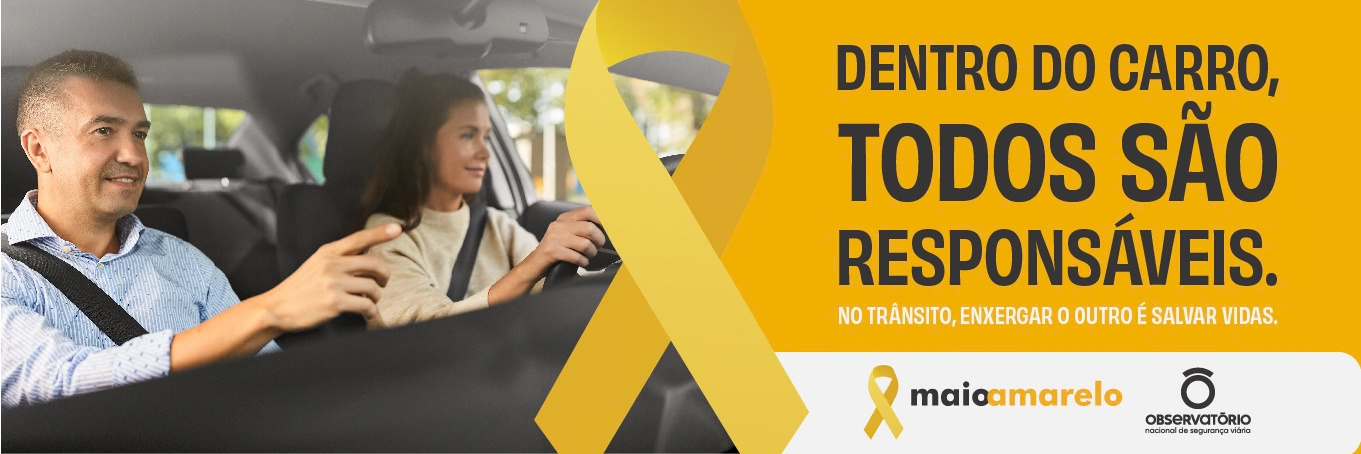 DENTRO DO CARRO,
TODOS SÃO
RESPONSÁVEIS.
NO TRÂNSITO, ENXERGAR O OUTRO É SALVAR VIDAS.
maioamarelo
OBSERVATÓRIO
nacional de segurança viária